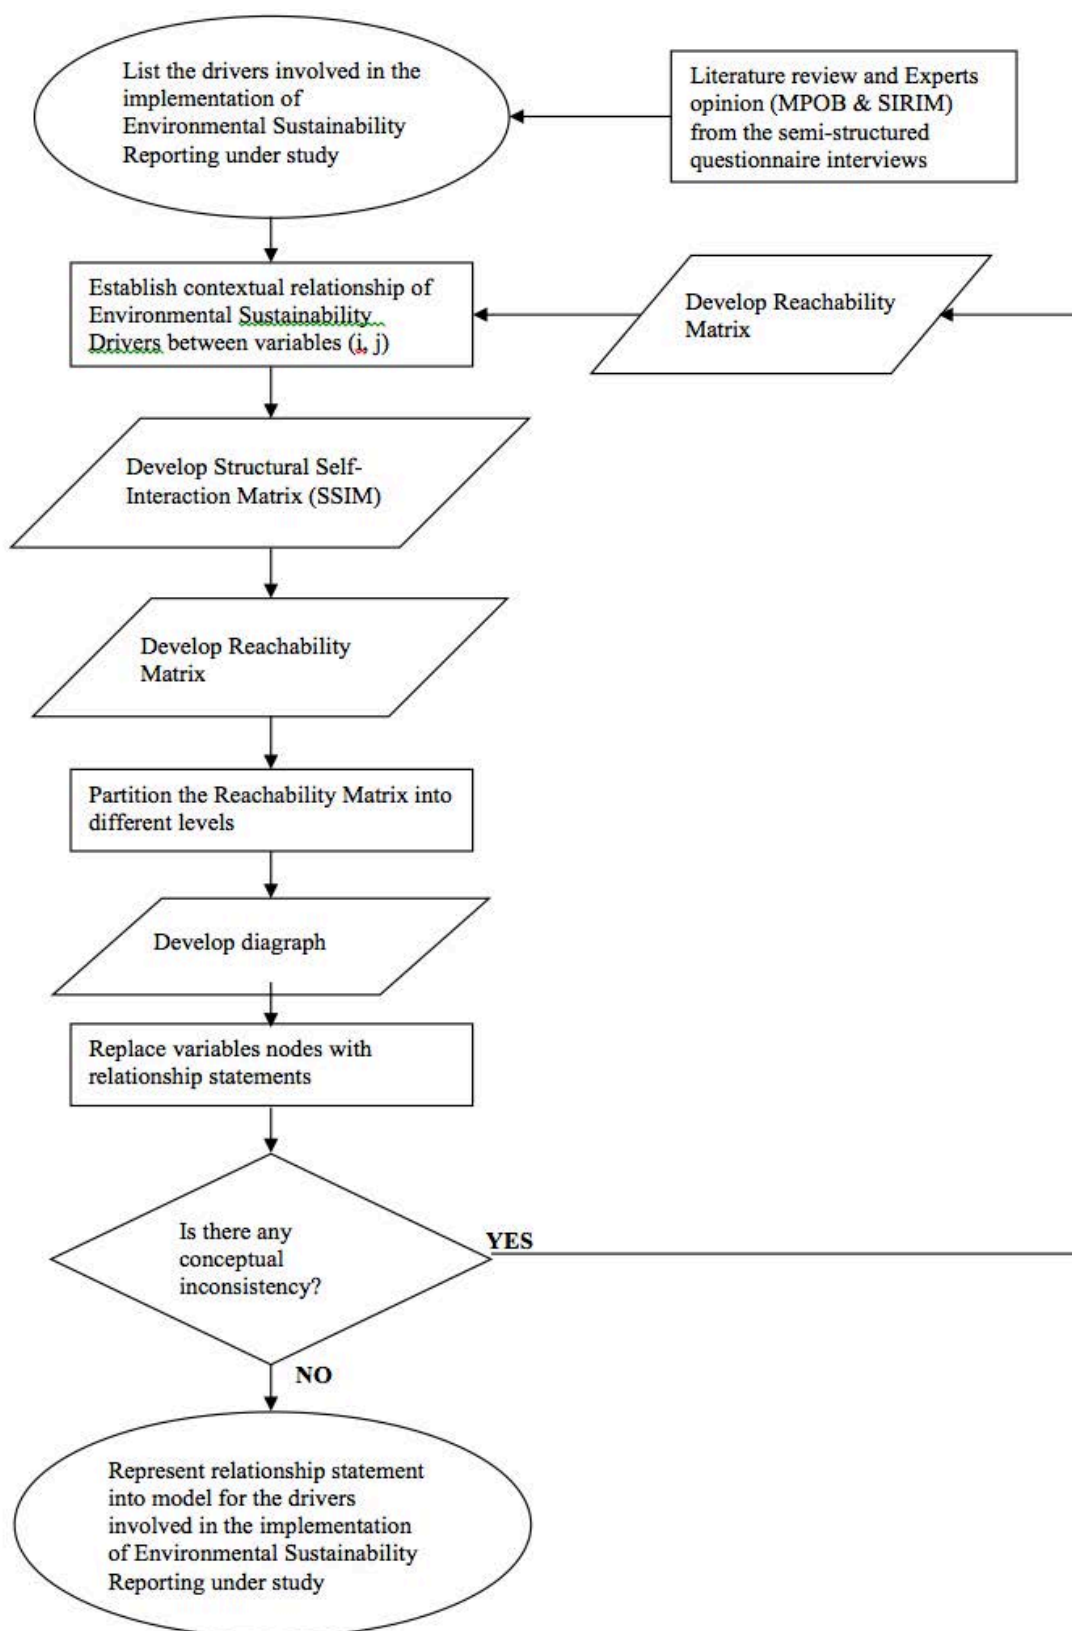 List the drivers involved in the
implementation of
Environmental Sustainability
Reporting under study
Literature review and Experts
opinion (MPOB & SIRIM)
from the semi-structured
questionnaire interviews
Establish contextual relationship of
Environmental Sustainability
Drivers between variables (i, j)
Develop Reachability
Matrix
Develop Structural Self-
Interaction Matrix (SSIM)
Develop Reachability
Matrix
Partition the Reachability Matrix into
different levels
Develop diagraph
Replace variables nodes with
relationship statements
Is there any
conceptual
inconsistency?
YES
NO
Represent relationship statement
into model for the drivers
involved in the implementation
of Environmental Sustainability
Reporting under study